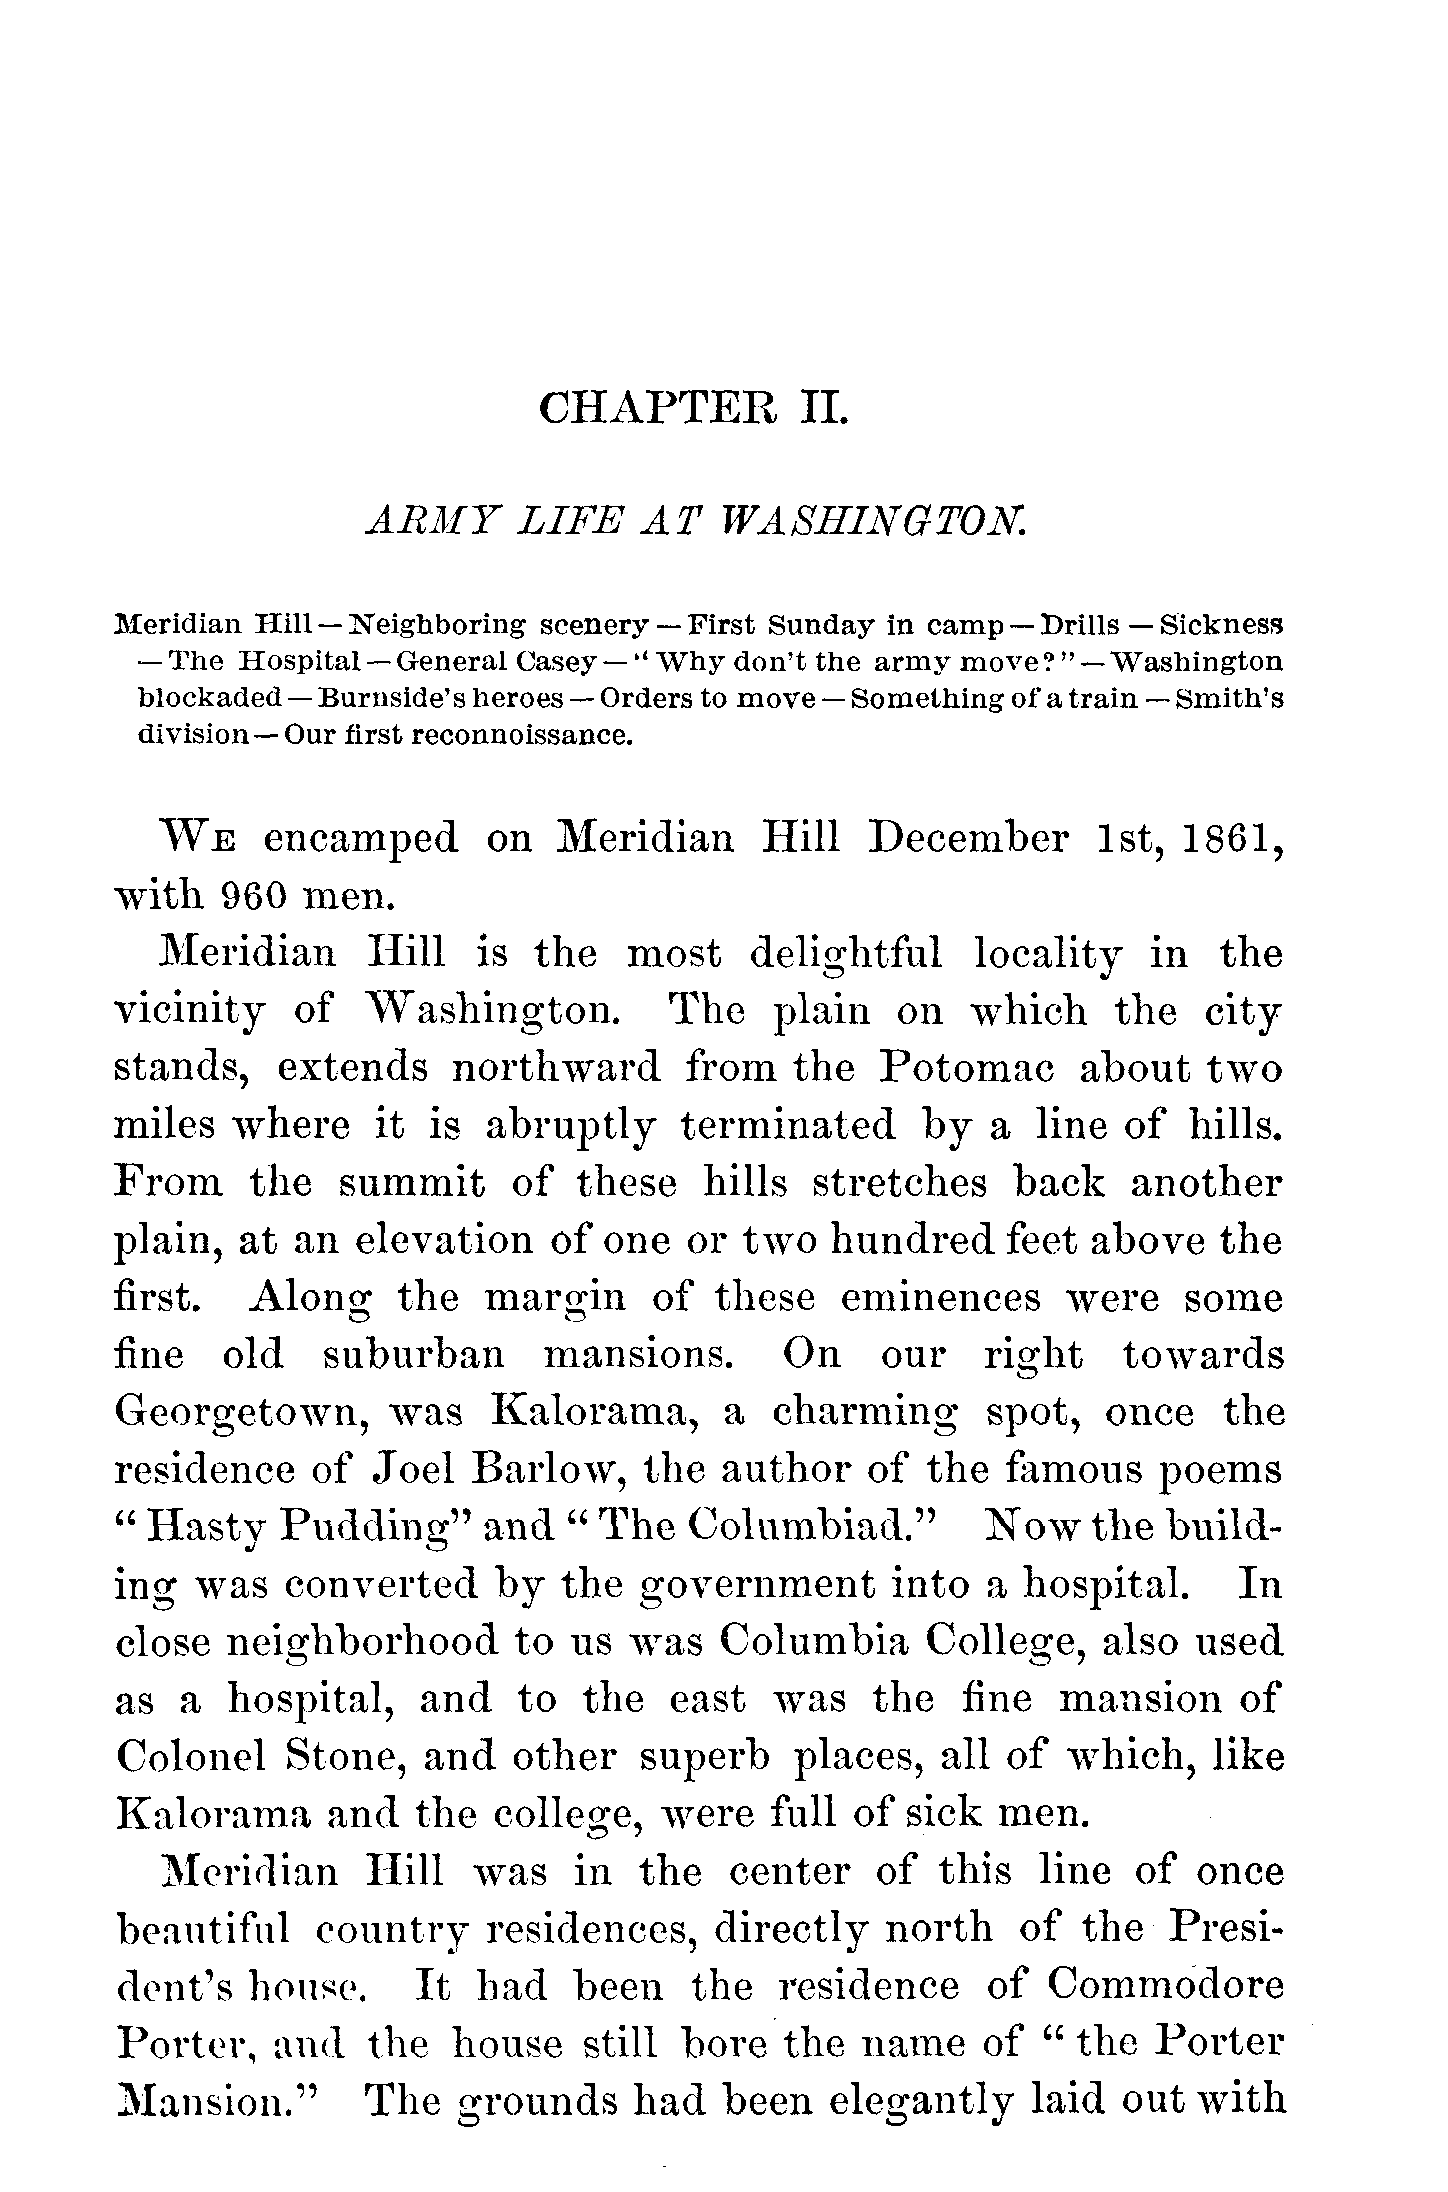 CHAPTER II.
ARMY LIFE AT WASHINGTON.
Meridian Hill—Neighboring scenery—First Sunday in camp—Drills—Sickness
—The Hospital—General Casey—“Why don't the army move?”—Washington
blockaded—Burnside's heroes—Orders to move—Something of a train—Smith's
division—Our first reconnoissance.
WE encamped on Meridian Hill December 1st, 1861,
with 960 men.
Meridian Hill is the most delightful locality in the
vicinity of Washington. The plain on which the city
stands, extends northward from the Potomac about two
miles where it is abruptly terminated by a line of hills.
From the summit of these hills stretches back another
plain, at an elevation of one or two hundred feet above the
first. Along the margin of these eminences were some
fine old suburban mansions. On our right towards
Georgetown, was Kalorama, a charming spot, once the
residence of Joel Barlow, the author of the famous poems
“Hasty Pudding” and “The Columbiad.” Now the build-
ing was converted by the government into a hospital. In
close neighborhood to us was Columbia College, also used
as a hospital, and to the east was the fine mansion of
Colonel Stone, and other superb places, all of which, like
Kalorama and the college, were full of sick men.
Meridian Hill was in the center of this line of once
beautiful country residences, directly north of the Presi-
dent's house. It had been the residence of Commodore
Porter, and the house still bore the name of “the Porter
Mansion.” The grounds had been elegantly laid out with